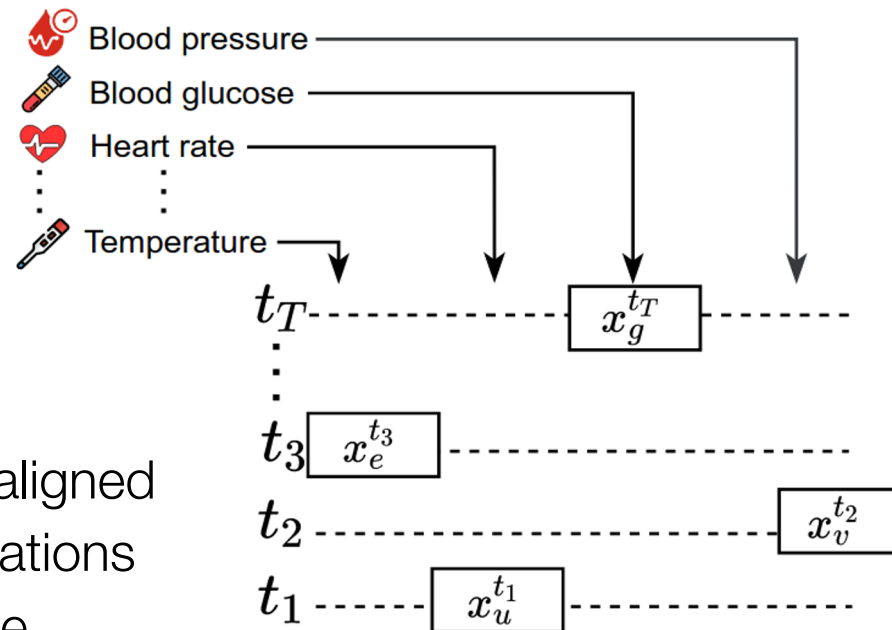 Blood pressure
Blood glucose
Heart rate
Temperature
t_T x_g^{t_T}
t_3 x_e^{t_3}
aligned
t_2 x_v^{t_2}
ations
t_1 x_u^{t_1}